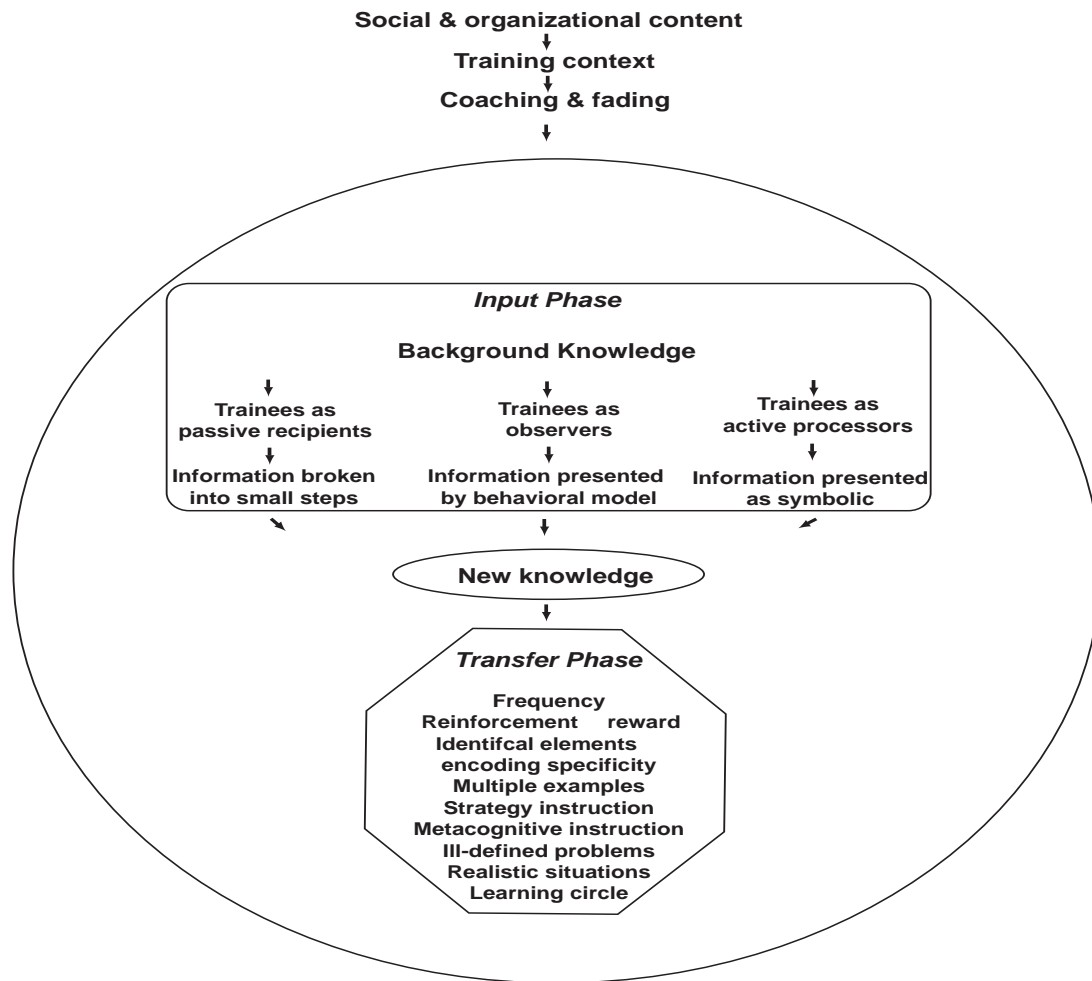 Social & organizational content
Training context
Coaching & fading
Input Phase
Background Knowledge
Trainees as
passive recipients
Information broken
into small steps
Trainees as
observers
Information presented
by behavioral model
Trainees as
active processors
Information presented
as symbolic
New knowledge
Transfer Phase
Frequency
Reinforcement reward
Identifcal elements
encoding specificity
Multiple examples
Strategy instruction
Metacognitive instruction
Ill-defined problems
Realistic situations
Learning circle